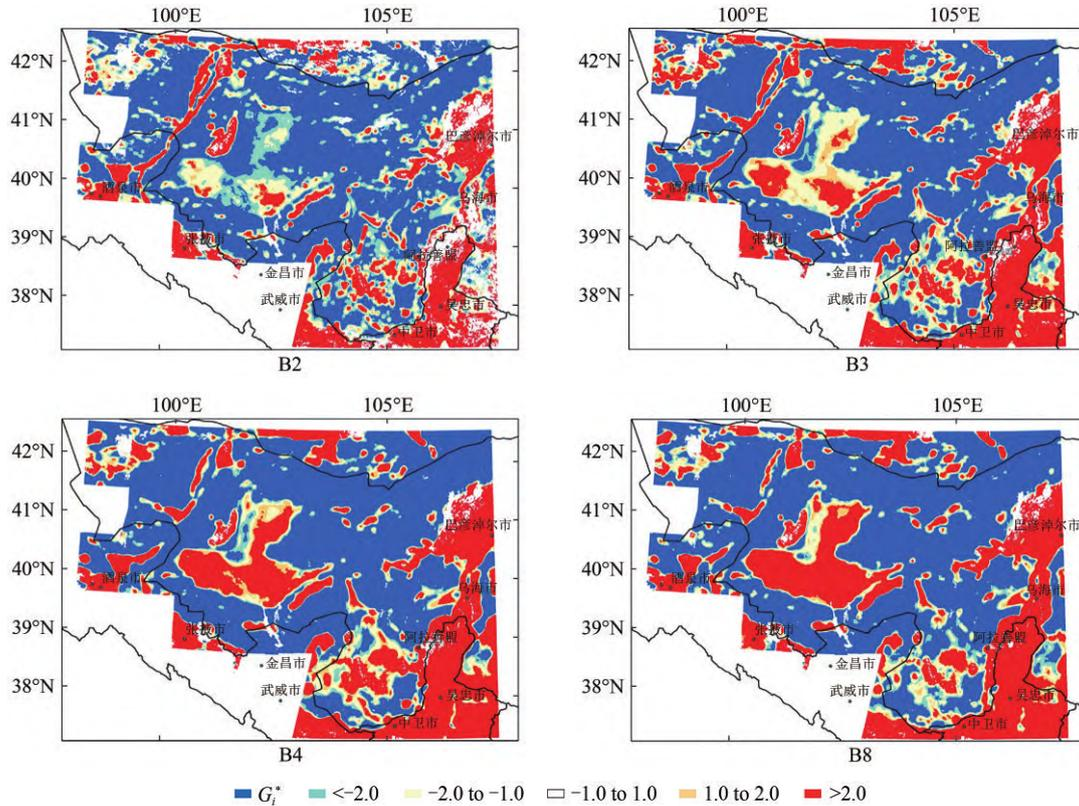 100°E 105°E 100°E 105°E
42°N 42°N
41°N 巴彦淖尔市 41°N 巴彦淖尔市
40°N 酒泉市 乌海市 40°N 酒泉市 乌海市
39°N 张掖市 阿拉善盟 39°N 张掖市 阿拉善盟
金昌市 金昌市
38°N 武威市 吴忠市 38°N 武威市 吴忠市
中卫市 中卫市
B2 B3
100°E 105°E 100°E 105°E
42°N 42°N
41°N 巴彦淖尔市 41°N 巴彦淖尔市
40°N 酒泉市 乌海市 40°N 酒泉市 乌海市
39°N 张掖市 阿拉善盟 39°N 张掖市 阿拉善盟
金昌市 金昌市
38°N 武威市 吴忠市 38°N 武威市 吴忠市
中卫市 中卫市
B4 B8
G*i <−2.0 −2.0 to −1.0 −1.0 to 1.0 1.0 to 2.0 >2.0